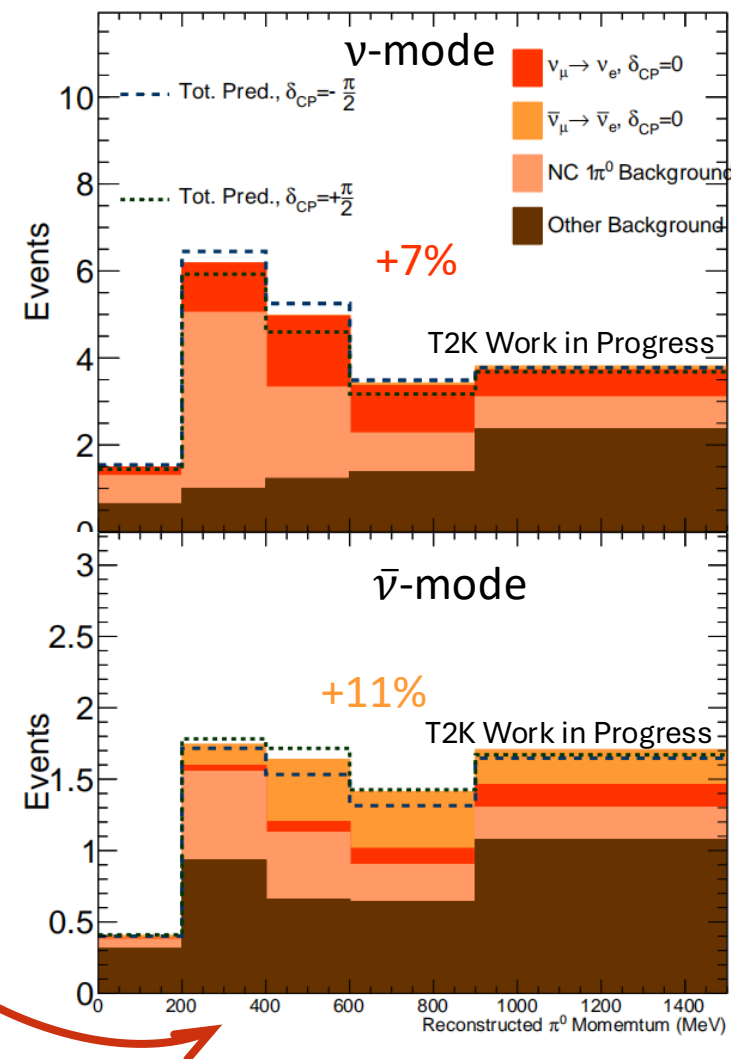 ν-mode
Tot. Pred., δCP=- π/2
Tot. Pred., δCP=+π/2
νμ→ νe, δCP=0
ν̄μ→ ν̄e, δCP=0
NC 1π⁰ Background
Other Background
+7%
T2K Work in Progress
Events
10
8
6
4
2
0
ν̄-mode
+11%
T2K Work in Progress
Events
3
2.5
2
1.5
1
0.5
0
0 200 400 600 800 1000 1200 1400
Reconstructed π⁰ Momemtum (MeV)